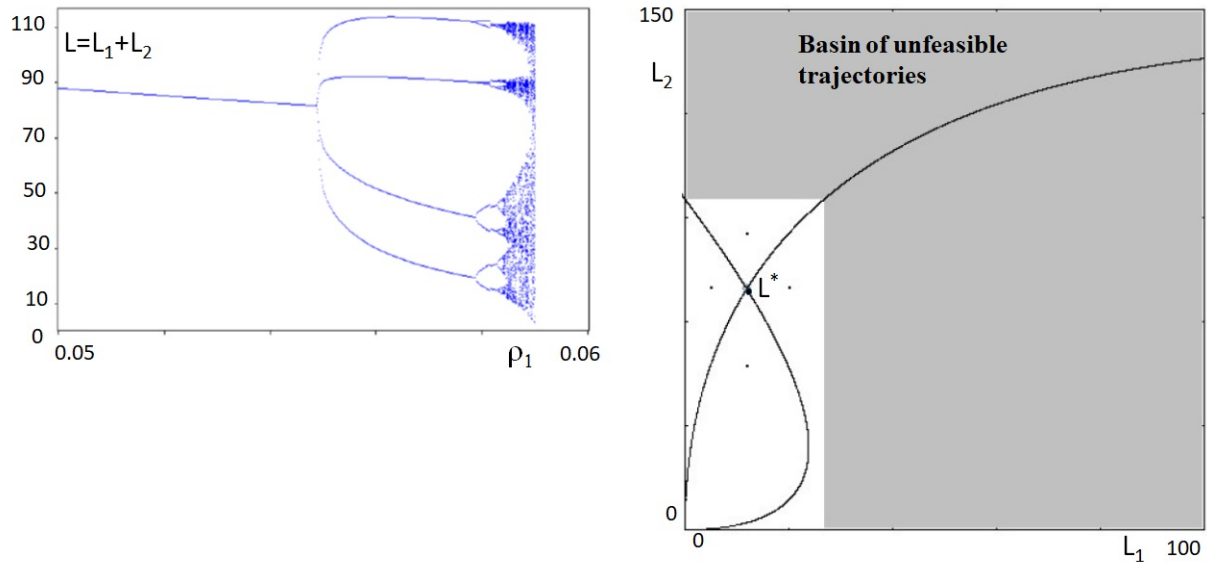 110
L=L₁+L₂
90
70
50
30
10
0
0.05
ρ₁
0.06
150
L₂
Basin of unfeasible
trajectories
L*
0
0
L₁
100